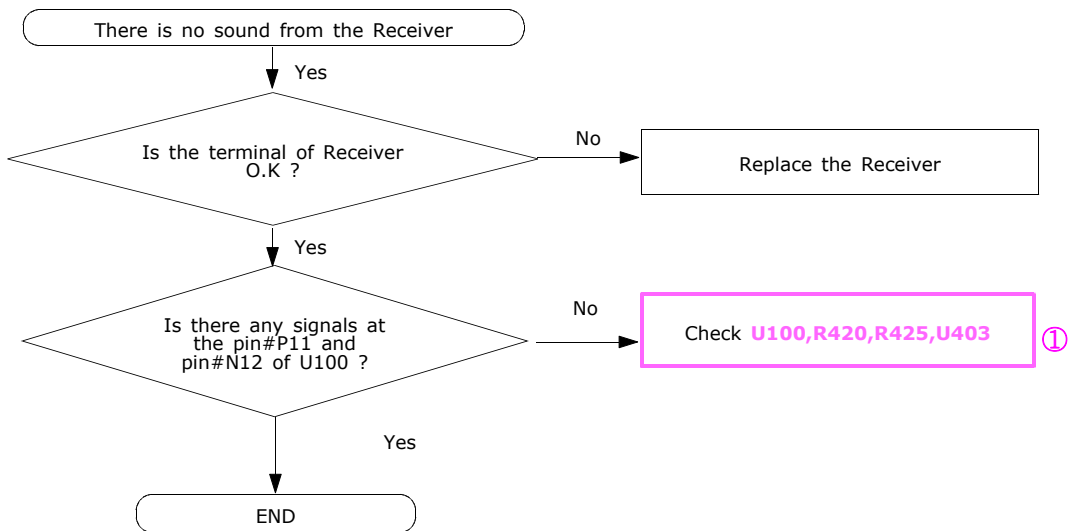 There is no sound from the Receiver
Yes
Is the terminal of Receiver
O.K ?
No
Replace the Receiver
Yes
Is there any signals at
the pin#P11 and
pin#N12 of U100 ?
No
Check U100,R420,R425,U403
①
Yes
END